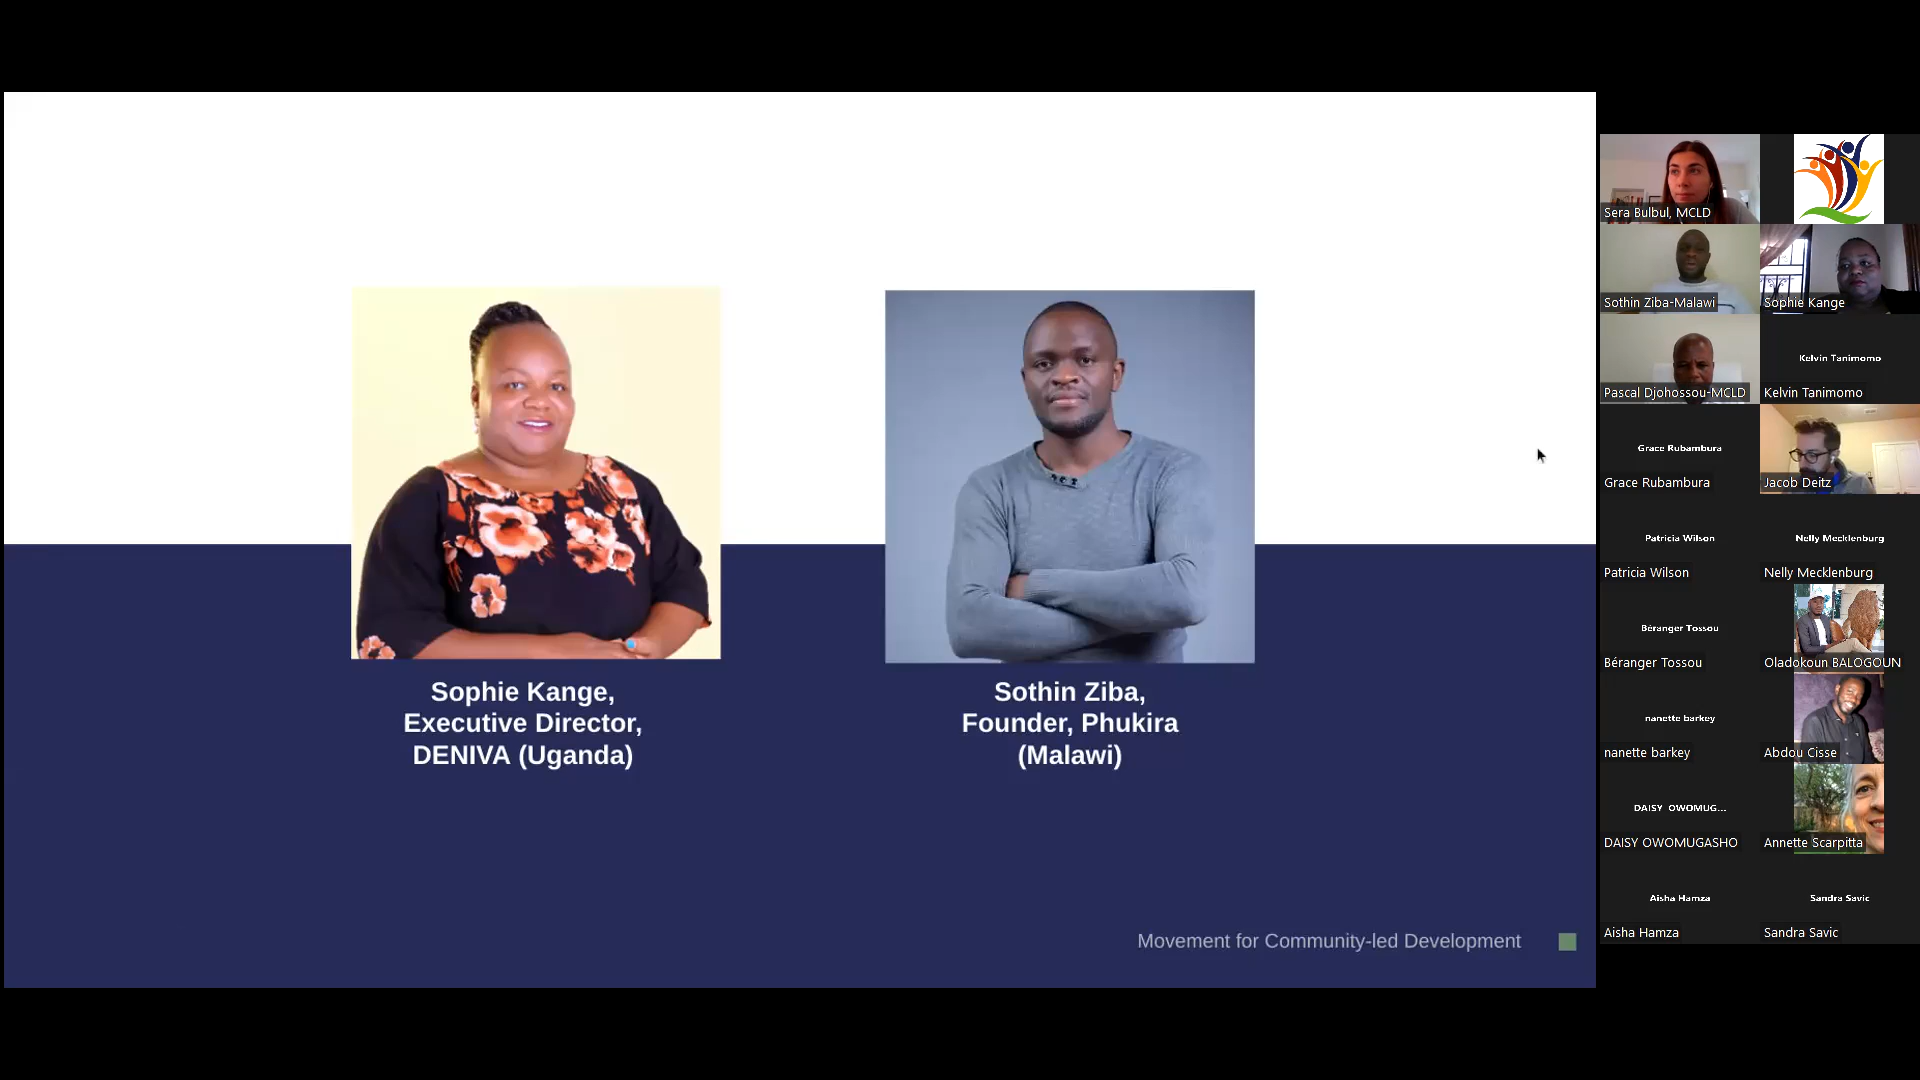 Sophie Kange,
Executive Director,
DENIVA (Uganda)
Sothin Ziba,
Founder, Phukira
(Malawi)
Movement for Community-led Development
Sera Bulbul, MCLD
Sothin Ziba-Malawi
Sophie Kange
Pascal Djohossou-MCLD
Kelvin Tanimomo
Kelvin Tanimomo
Grace Rubambura
Grace Rubambura
Jacob Deitz
Patricia Wilson
Patricia Wilson
Nelly Mecklenburg
Nelly Mecklenburg
Béranger Tossou
Béranger Tossou
Oladokoun BALOGOUN
nanette barkey
nanette barkey
Abdou Cisse
DAISY OWOMUG...
DAISY OWOMUGASHO
Annette Scarpitta
Aisha Hamza
Aisha Hamza
Sandra Savic
Sandra Savic